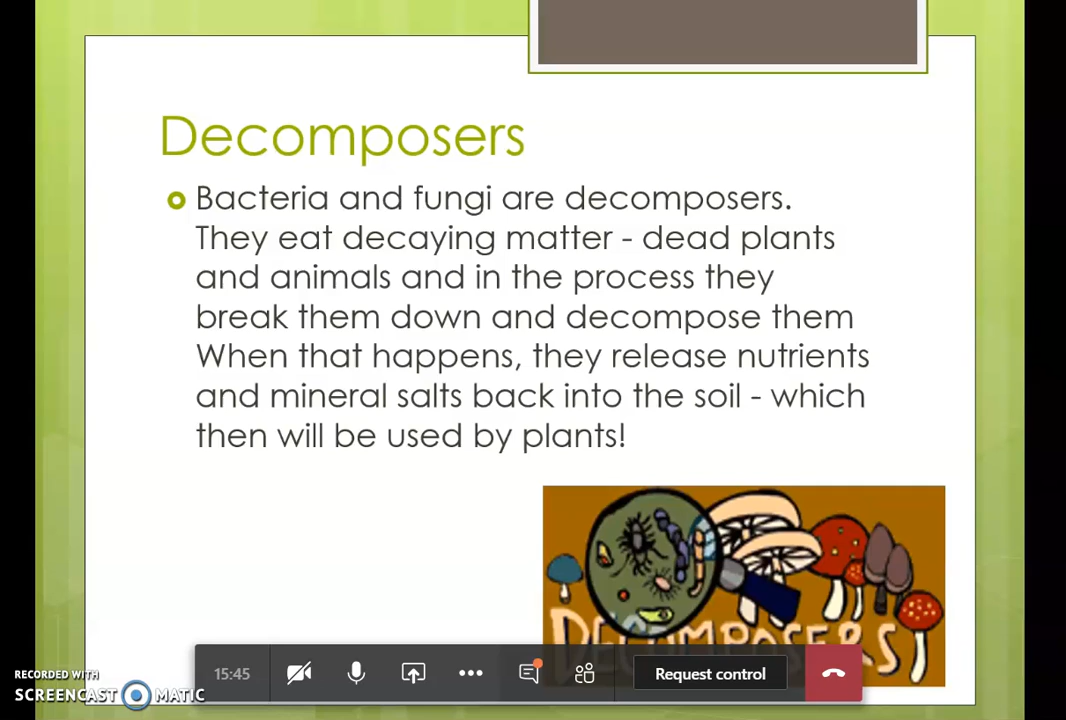 Decomposers
Bacteria and fungi are decomposers.
They eat decaying matter - dead plants
and animals and in the process they
break them down and decompose them
When that happens, they release nutrients
and mineral salts back into the soil - which
then will be used by plants!
DECOMPOSERS
15:45
Request control
RECORDED WITH
SCREENCAST MATIC